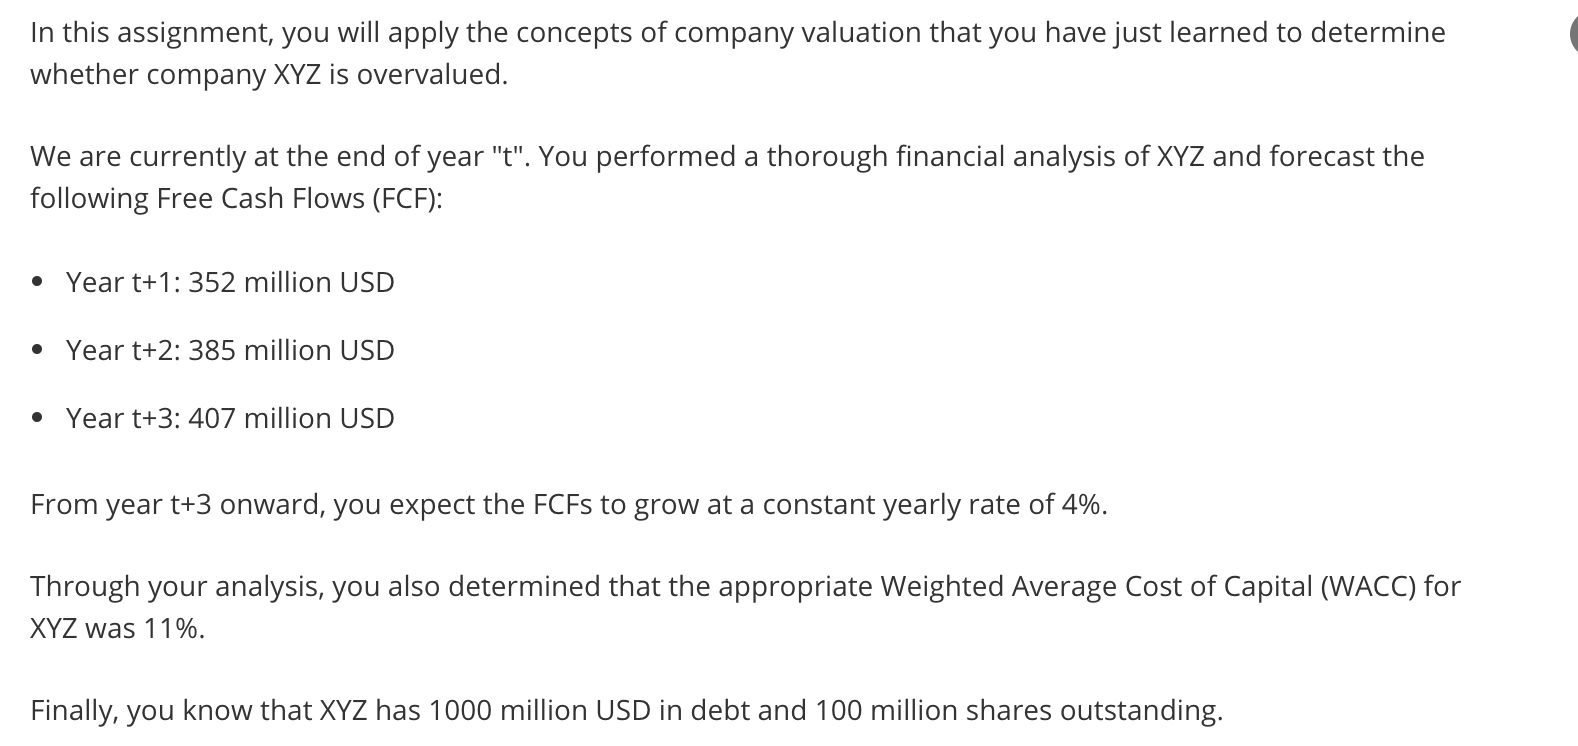 In this assignment, you will apply the concepts of company valuation that you have just learned to determine
whether company XYZ is overvalued.
We are currently at the end of year "t". You performed a thorough financial analysis of XYZ and forecast the
following Free Cash Flows (FCF):
• Year t+1: 352 million USD
• Year t+2: 385 million USD
• Year t+3: 407 million USD
From year t+3 onward, you expect the FCFs to grow at a constant yearly rate of 4%.
Through your analysis, you also determined that the appropriate Weighted Average Cost of Capital (WACC) for
XYZ was 11%.
Finally, you know that XYZ has 1000 million USD in debt and 100 million shares outstanding.